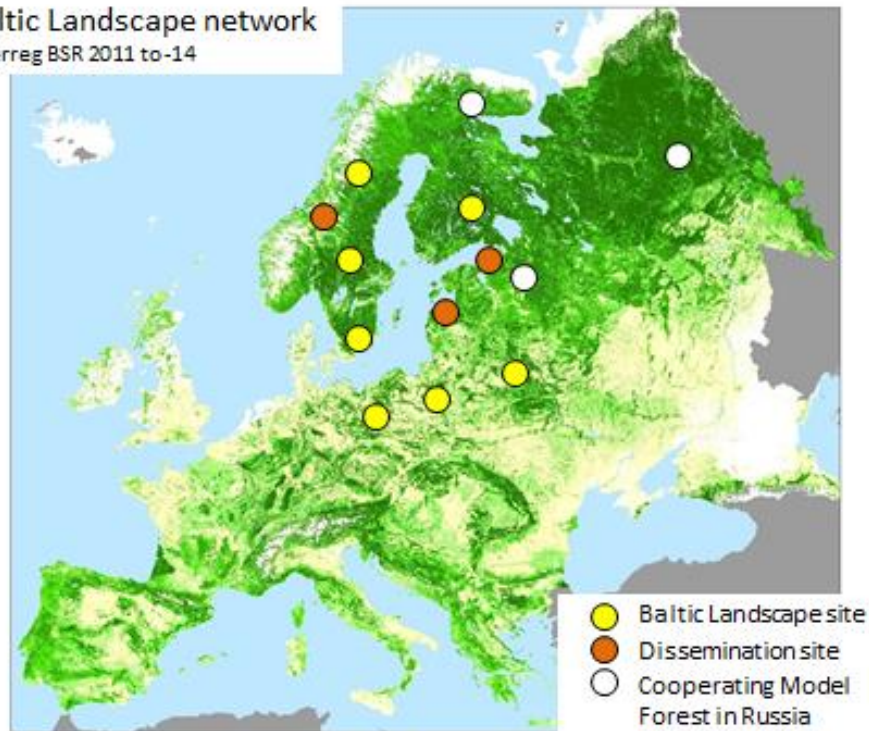 ltic Landscape network
rreg BSR 2011 to -14
Baltic Landscape site
Dissemination site
Cooperating Model
Forest in Russia